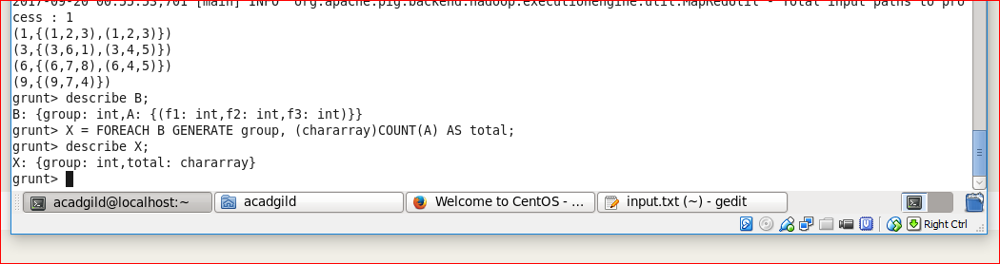 2017-09-20 00:55:53,701 [main] INFO org.apache.pig.backend.hadoop.executionengine.util.MapRedUtil - Total input paths to pro
cess : 1
(1,{(1,2,3),(1,2,3)})
(3,{(3,6,1),(3,4,5)})
(6,{(6,7,8),(6,4,5)})
(9,{(9,7,4)})
grunt> describe B;
B: {group: int,A: {(f1: int,f2: int,f3: int)}}
grunt> X = FOREACH B GENERATE group, (chararray)COUNT(A) AS total;
grunt> describe X;
X: {group: int,total: chararray}
grunt>
acadgild@localhost:~
acadgild
Welcome to CentOS - ...
input.txt (~) - gedit
Right Ctrl